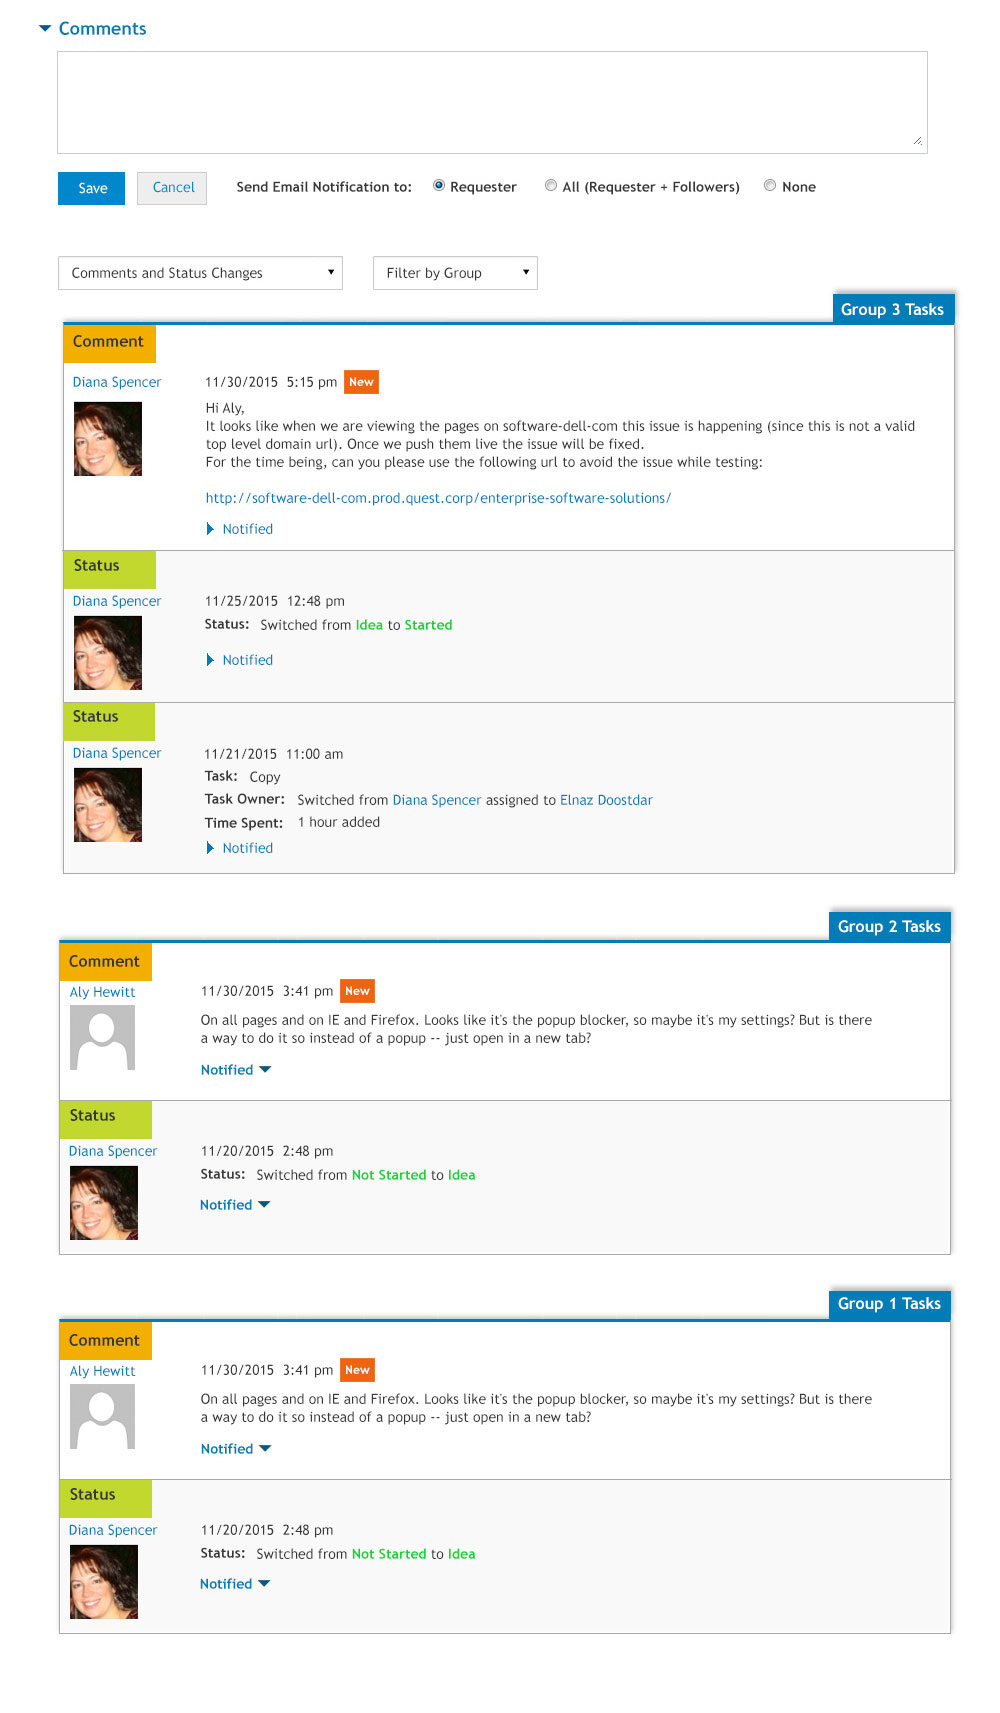 Comments
Save Cancel Send Email Notification to: Requester All (Requester + Followers) None
Comments and Status Changes Filter by Group
Group 3 Tasks
Comment
Diana Spencer 11/30/2015 5:15 pm New
Hi Aly,
It looks like when we are viewing the pages on software-dell-com this issue is happening (since this is not a valid
top level domain url). Once we push them live the issue will be fixed.
For the time being, can you please use the following url to avoid the issue while testing:
http://software-dell-com.prod.quest.corp/enterprise-software-solutions/
Notified
Status
Diana Spencer 11/25/2015 12:48 pm
Status: Switched from Idea to Started
Notified
Status
Diana Spencer 11/21/2015 11:00 am
Task: Copy
Task Owner: Switched from Diana Spencer assigned to Elnaz Doostdar
Time Spent: 1 hour added
Notified
Group 2 Tasks
Comment
Aly Hewitt 11/30/2015 3:41 pm New
On all pages and on IE and Firefox. Looks like it's the popup blocker, so maybe it's my settings? But is there
a way to do it so instead of a popup -- just open in a new tab?
Notified
Status
Diana Spencer 11/20/2015 2:48 pm
Status: Switched from Not Started to Idea
Notified
Group 1 Tasks
Comment
Aly Hewitt 11/30/2015 3:41 pm New
On all pages and on IE and Firefox. Looks like it's the popup blocker, so maybe it's my settings? But is there
a way to do it so instead of a popup -- just open in a new tab?
Notified
Status
Diana Spencer 11/20/2015 2:48 pm
Status: Switched from Not Started to Idea
Notified